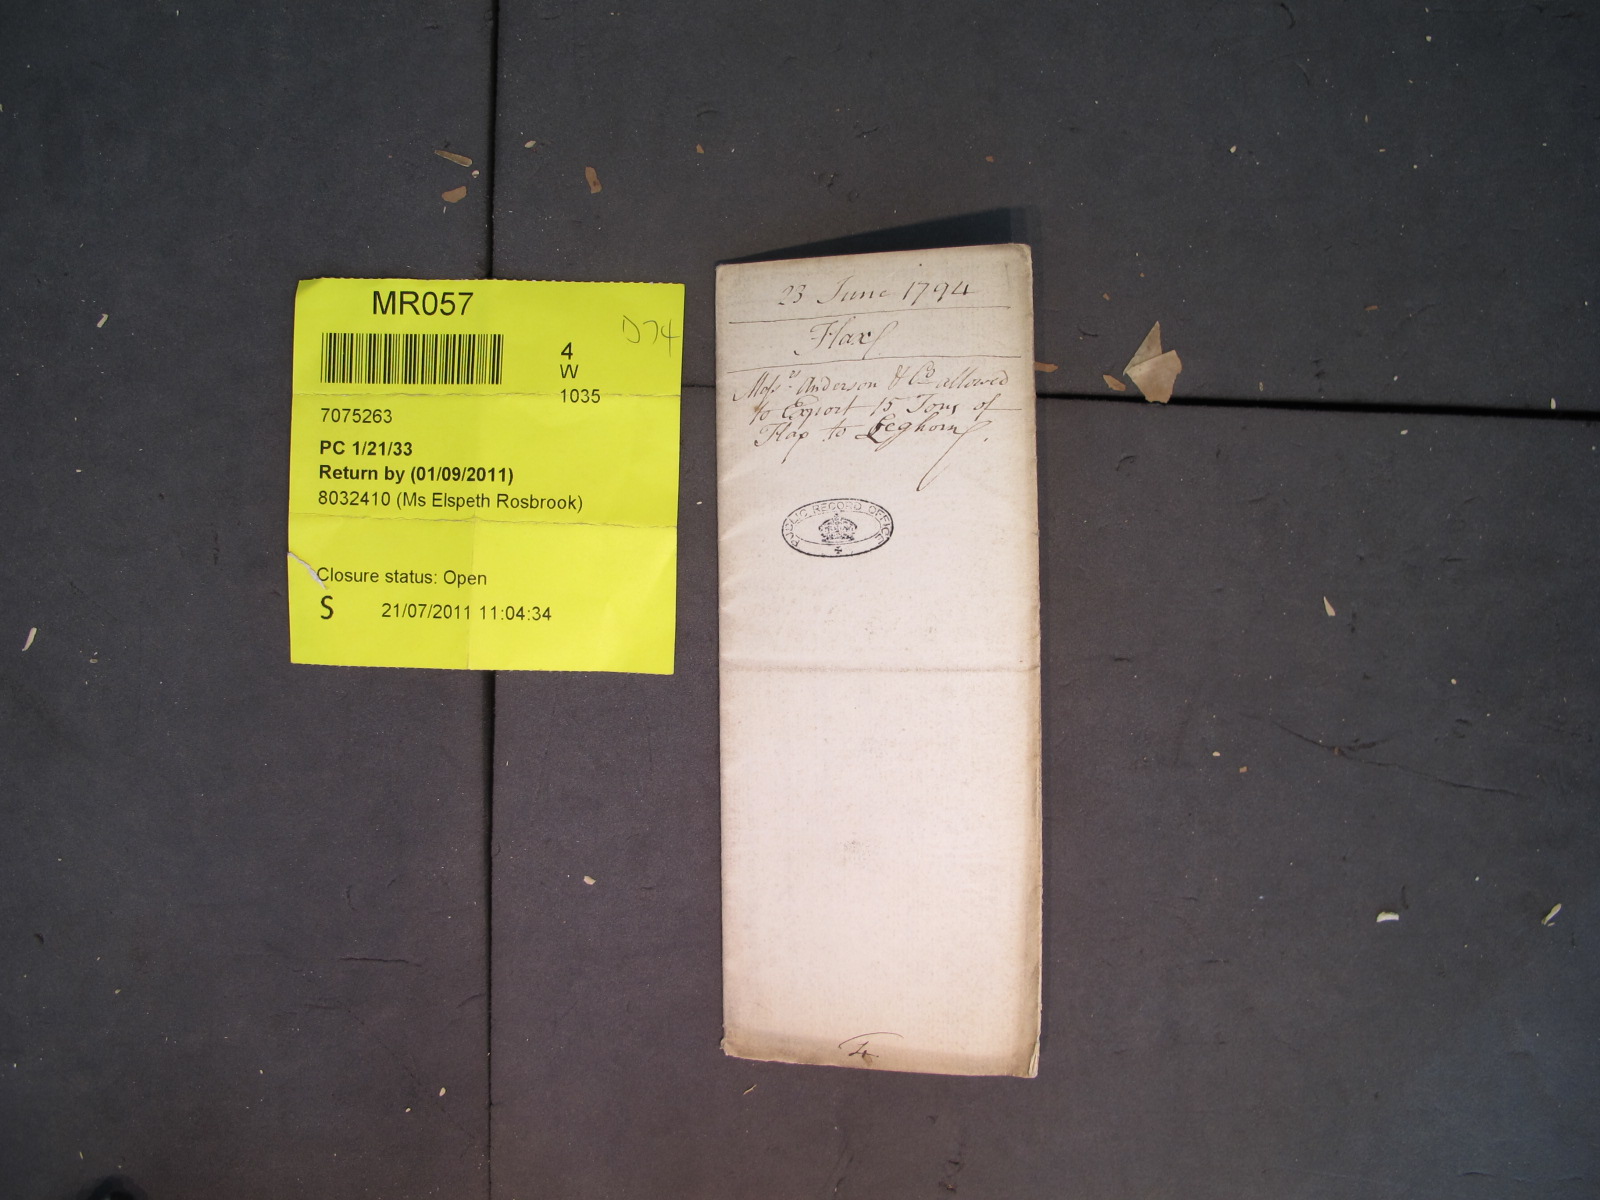 MR057
D74
4
W
1035
7075263
PC 1/21/33
Return by (01/09/2011)
8032410 (Ms Elspeth Rosbrook)
Closure status: Open
S 21/07/2011 11:04:34
23 June 1794
Flax
Messrs. Anderson & Co allowed
to Export 15 Tons of
Flax to Leghorn.
PUBLIC RECORD OFFICE